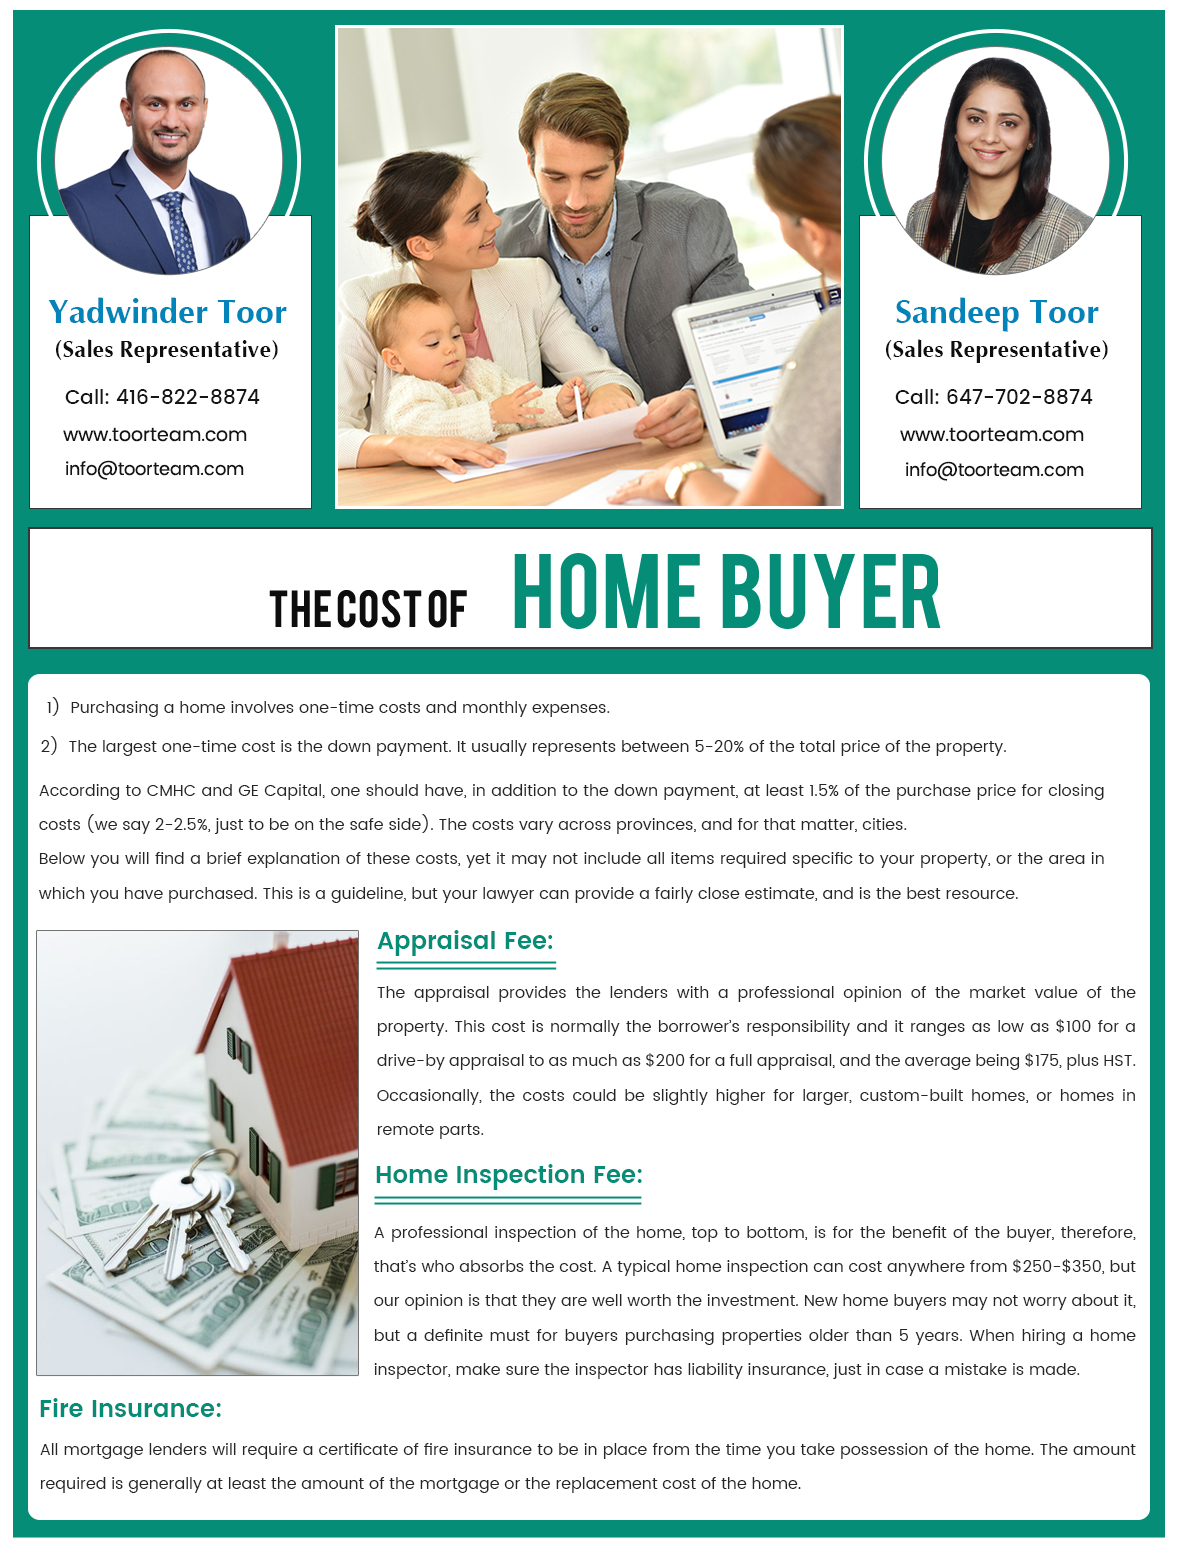 Yadwinder Toor
(Sales Representative)
Call: 416-822-8874
www.toorteam.com
info@toorteam.com
Sandeep Toor
(Sales Representative)
Call: 647-702-8874
www.toorteam.com
info@toorteam.com
THE COST OF HOME BUYER
1) Purchasing a home involves one-time costs and monthly expenses.
2) The largest one-time cost is the down payment. It usually represents between 5-20% of the total price of the property.
According to CMHC and GE Capital, one should have, in addition to the down payment, at least 1.5% of the purchase price for closing
costs (we say 2-2.5%, just to be on the safe side). The costs vary across provinces, and for that matter, cities.
Below you will find a brief explanation of these costs, yet it may not include all items required specific to your property, or the area in
which you have purchased. This is a guideline, but your lawyer can provide a fairly close estimate, and is the best resource.
Appraisal Fee:
The appraisal provides the lenders with a professional opinion of the market value of the
property. This cost is normally the borrower's responsibility and it ranges as low as $100 for a
drive-by appraisal to as much as $200 for a full appraisal, and the average being $175, plus HST.
Occasionally, the costs could be slightly higher for larger, custom-built homes, or homes in
remote parts.
Home Inspection Fee:
A professional inspection of the home, top to bottom, is for the benefit of the buyer, therefore,
that's who absorbs the cost. A typical home inspection can cost anywhere from $250-$350, but
our opinion is that they are well worth the investment. New home buyers may not worry about it,
but a definite must for buyers purchasing properties older than 5 years. When hiring a home
inspector, make sure the inspector has liability insurance, just in case a mistake is made.
Fire Insurance:
All mortgage lenders will require a certificate of fire insurance to be in place from the time you take possession of the home. The amount
required is generally at least the amount of the mortgage or the replacement cost of the home.